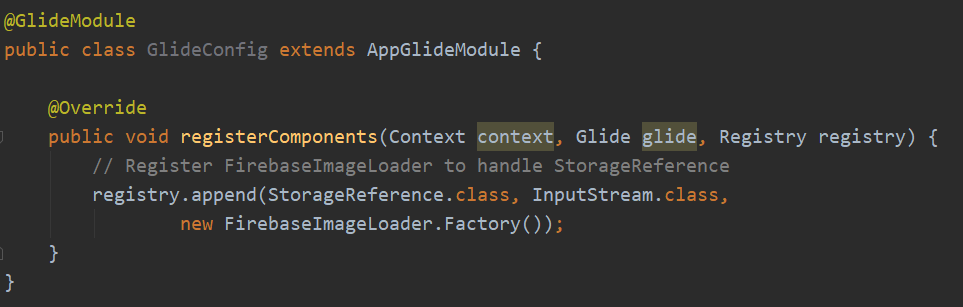 @GlideModule
public class GlideConfig extends AppGlideModule {
@Override
public void registerComponents(Context context, Glide glide, Registry registry) {
// Register FirebaseImageLoader to handle StorageReference
registry.append(StorageReference.class, InputStream.class,
new FirebaseImageLoader.Factory());
}
}